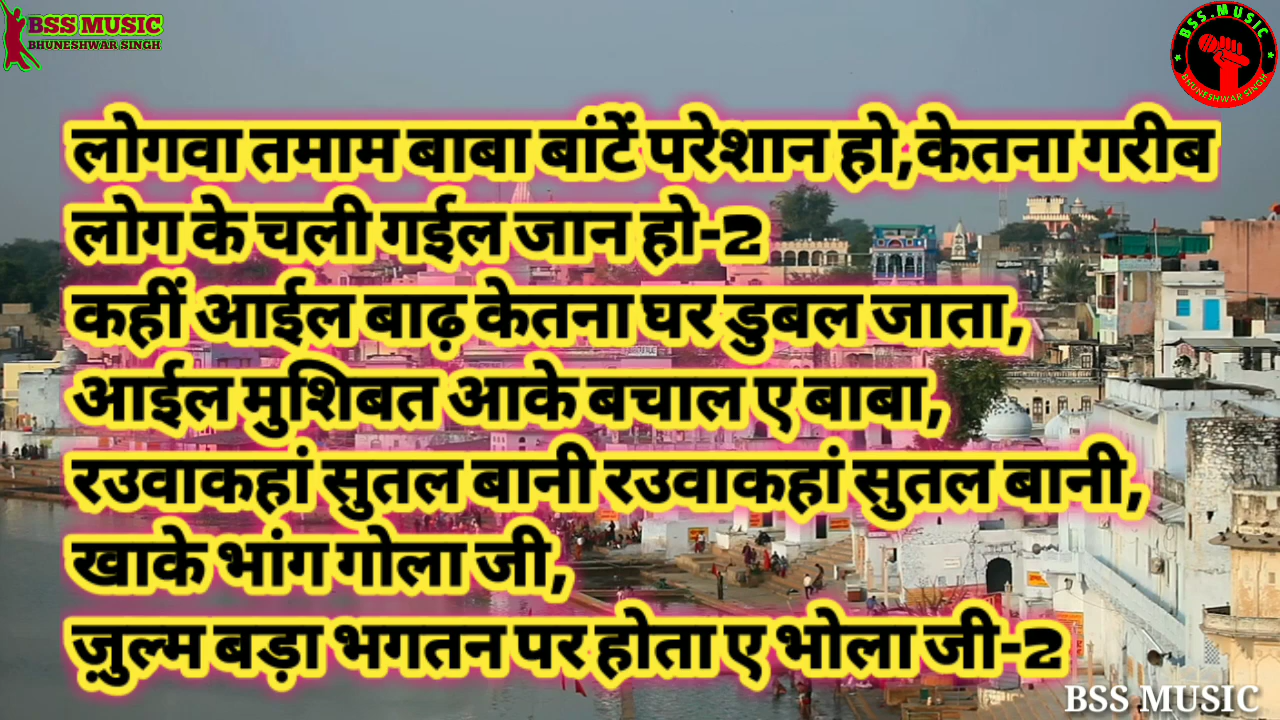 BSS MUSIC
BHUNESHWAR SINGH
BSS.MUSIC
BHUNESHWAR SINGH
लोगवा तमाम बाबा बांटें परेशान हो,केतना गरीब
लोग के चली गईल जान हो-2
कहीं आईल बाढ़ केतना घर डुबल जाता,
आईल मुशिबत आके बचाल ए बाबा,
रउवाकहां सुतल बानी रउवाकहां सुतल बानी,
खाके भांग गोला जी,
ज़ुल्म बड़ा भगतन पर होता ए भोला जी-2
BSS MUSIC